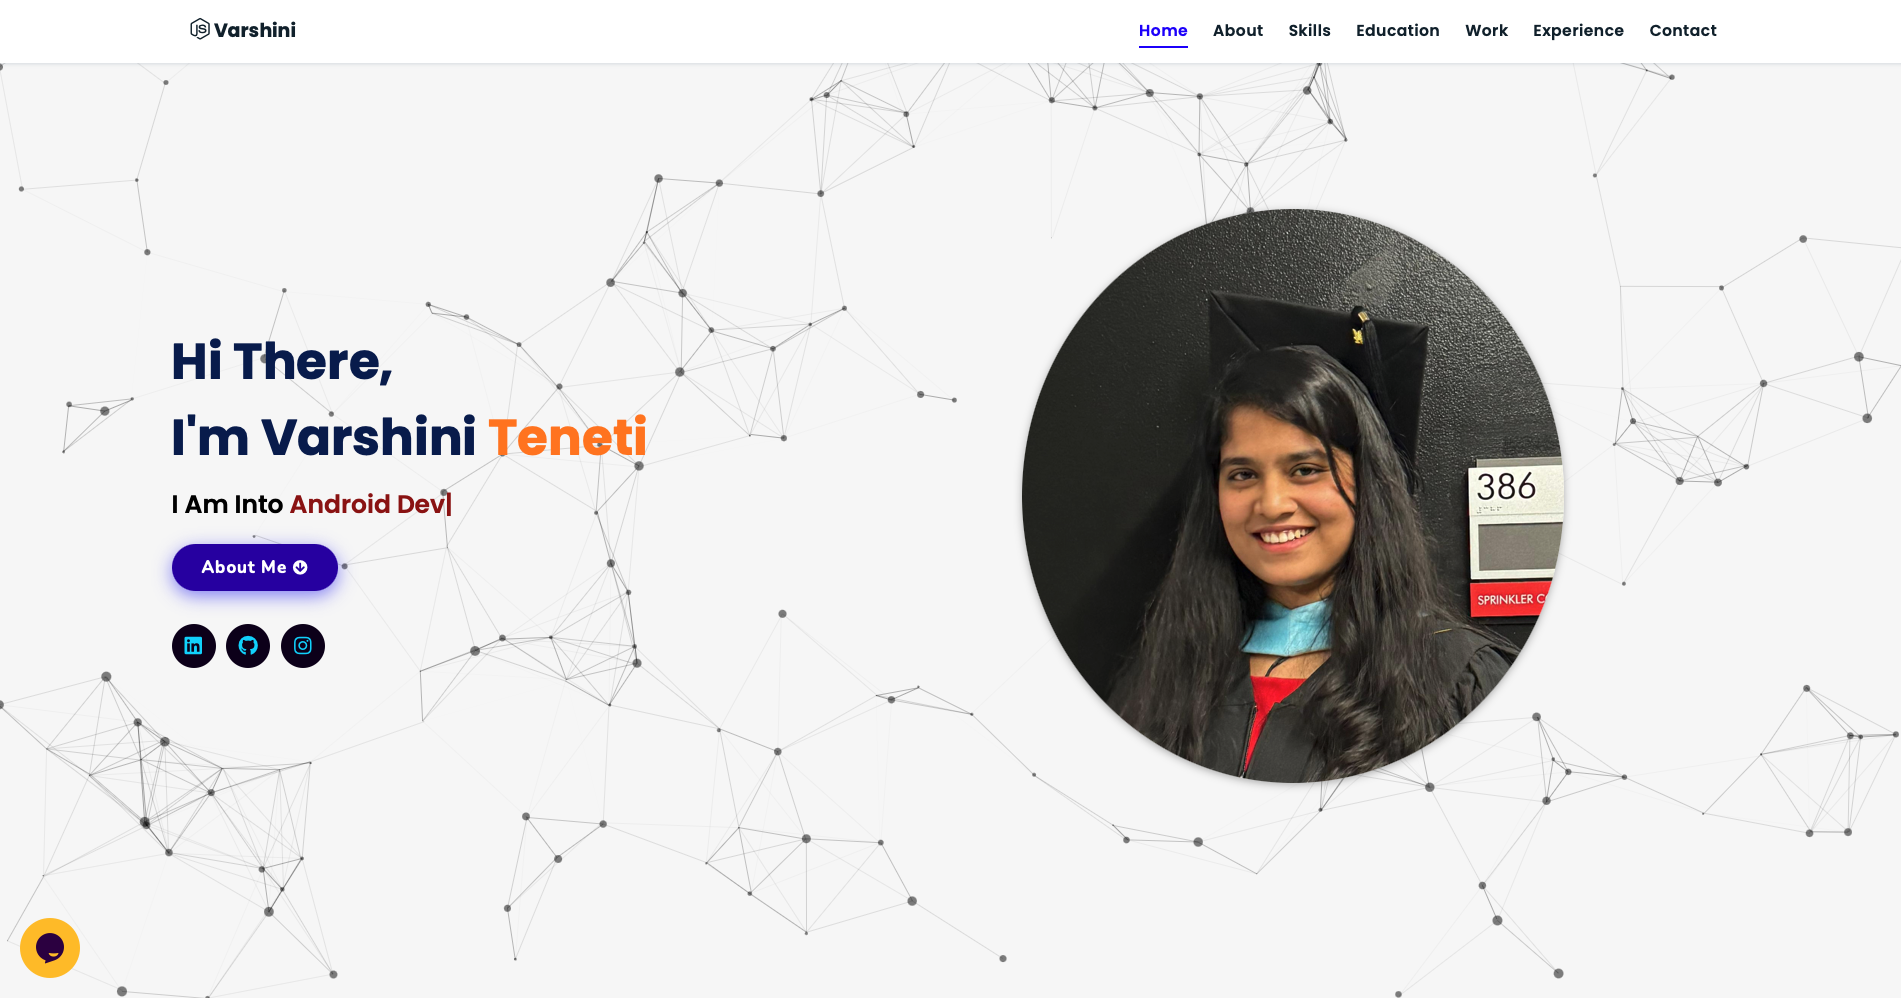 JS Varshini
Home About Skills Education Work Experience Contact
Hi There,
I'm Varshini Teneti
I Am Into Android Dev|
About Me
386
SPRINKLER